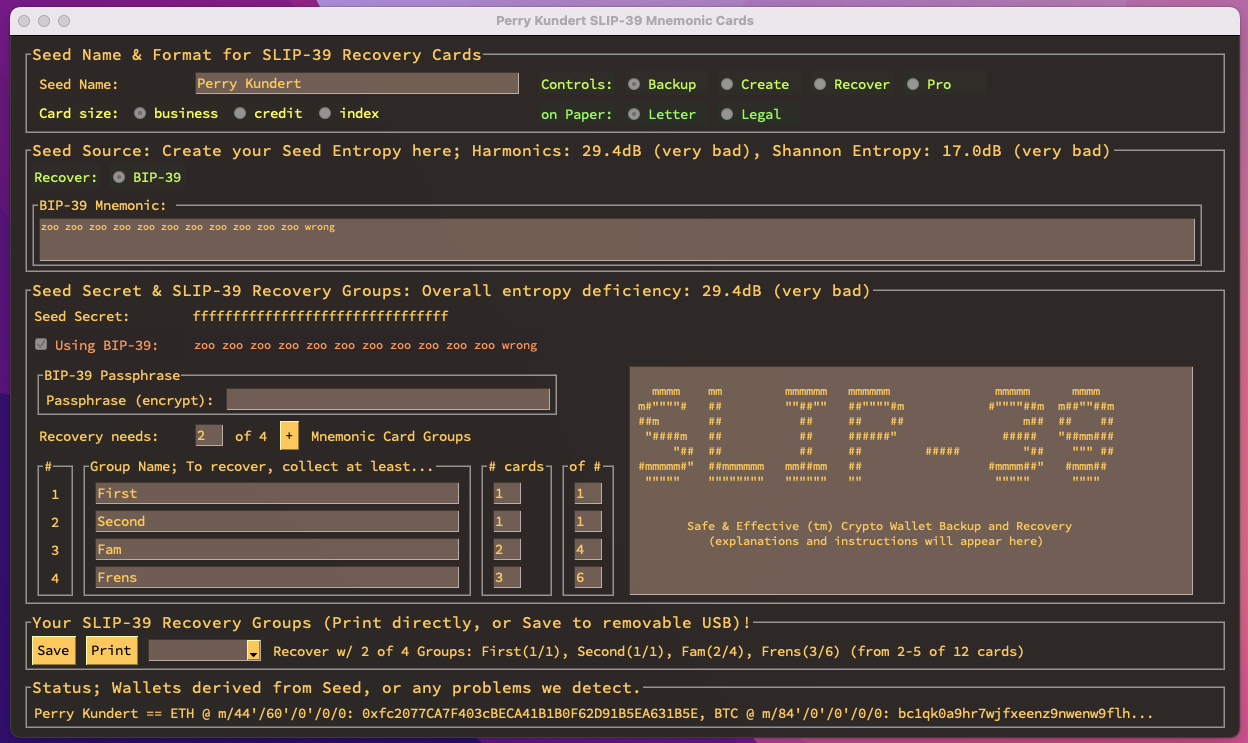 Perry Kundert SLIP-39 Mnemonic Cards
Seed Name & Format for SLIP-39 Recovery Cards
Seed Name: Perry Kundert Controls: Backup Create Recover Pro
Card size: business credit index on Paper: Letter Legal
Seed Source: Create your Seed Entropy here; Harmonics: 29.4dB (very bad), Shannon Entropy: 17.0dB (very bad)
Recover: BIP-39
BIP-39 Mnemonic:
zoo zoo zoo zoo zoo zoo zoo zoo zoo zoo zoo wrong
Seed Secret & SLIP-39 Recovery Groups: Overall entropy deficiency: 29.4dB (very bad)
Seed Secret: ffffffffffffffffffffffffffffffff
Using BIP-39: zoo zoo zoo zoo zoo zoo zoo zoo zoo zoo zoo wrong
BIP-39 Passphrase
Passphrase (encrypt):
Recovery needs: 2 of 4 + Mnemonic Card Groups
# Group Name; To recover, collect at least... # cards of #
1 First 1 1
2 Second 1 1
3 Fam 2 4
4 Frens 3 6
SLIP-39
Safe & Effective (tm) Crypto Wallet Backup and Recovery
(explanations and instructions will appear here)
Your SLIP-39 Recovery Groups (Print directly, or Save to removable USB)!
Save Print Recover w/ 2 of 4 Groups: First(1/1), Second(1/1), Fam(2/4), Frens(3/6) (from 2-5 of 12 cards)
Status; Wallets derived from Seed, or any problems we detect.
Perry Kundert == ETH @ m/44'/60'/0'/0/0: 0xfc2077CA7F403cBECA41B1B0F62D91B5EA631B5E, BTC @ m/84'/0'/0'/0/0: bc1qk0a9hr7wjfxeenz9nwenw9flh...